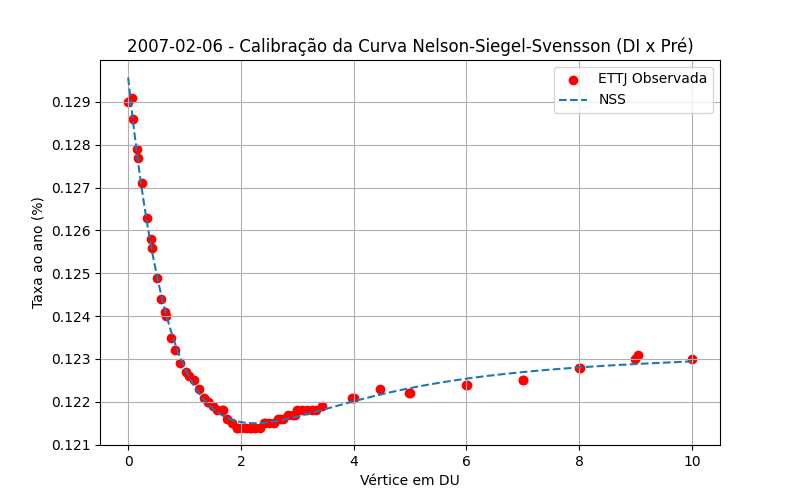 2007-02-06 - Calibração da Curva Nelson-Siegel-Svensson (DI x Pré)
ETTJ Observada
NSS
Taxa ao ano (%)
0.129
0.128
0.127
0.126
0.125
0.124
0.123
0.122
0.121
0 2 4 6 8 10
Vértice em DU